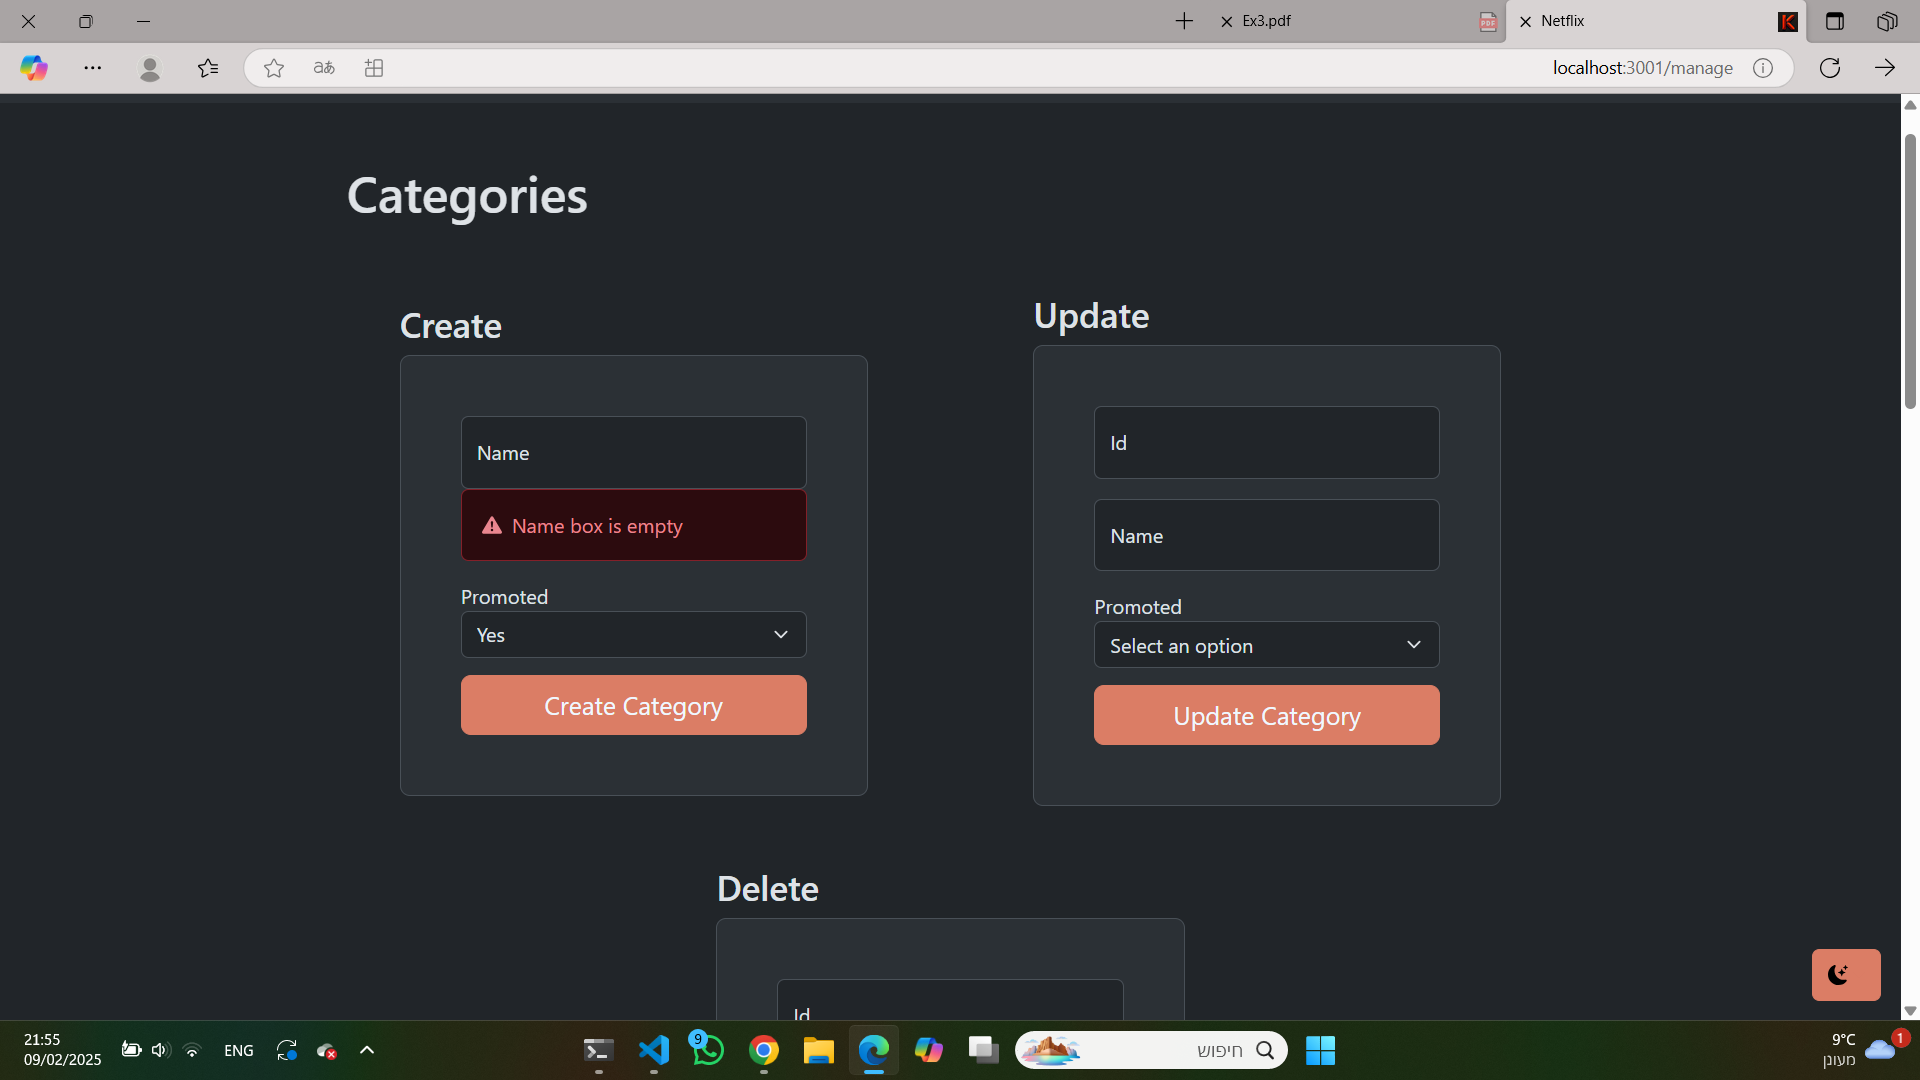 Ex3.pdf
PDF
Netflix
localhost:3001/manage
Categories
Create
Name
Name box is empty
Promoted
Yes
Create Category
Update
Id
Name
Promoted
Select an option
Update Category
Delete
Id
21:55
09/02/2025
ENG
9
חיפוש
9°C
מעונן
1